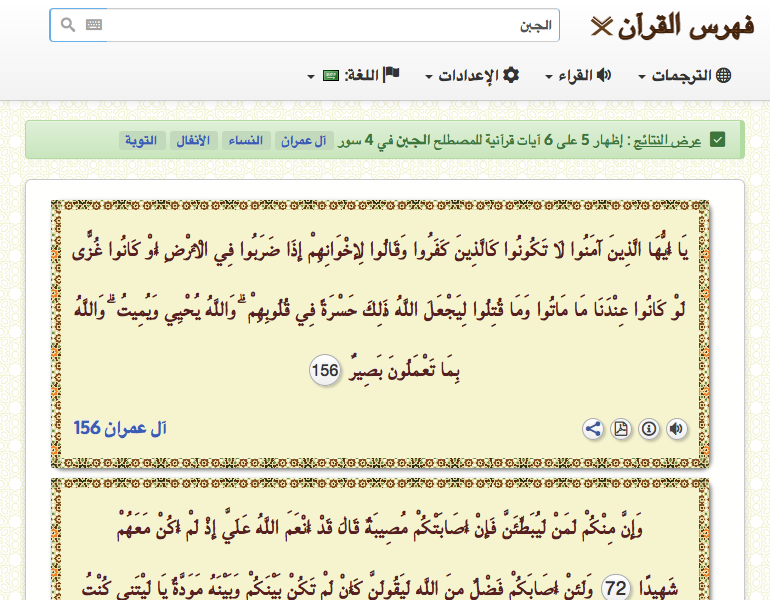 فهرس القرآن
الجبن
الترجمات
القراء
الإعدادات
اللغة:
عرض النتائج : إظهار 5 على 6 آيات قرآنية للمصطلح الجبن في 4 سور آل عمران النساء الأنفال التوبة
يَا أَيُّهَا الَّذِينَ آمَنُوا لَا تَكُونُوا كَالَّذِينَ كَفَرُوا وَقَالُوا لِإِخْوَانِهِمْ إِذَا ضَرَبُوا فِي الْأَرْضِ أَوْ كَانُوا غُزًّى
لَوْ كَانُوا عِنْدَنَا مَا مَاتُوا وَمَا قُتِلُوا لِيَجْعَلَ اللَّهُ ذَلِكَ حَسْرَةً فِي قُلُوبِهِمْ ۗ وَاللَّهُ يُحْيِي وَيُمِيتُ ۗ وَاللَّهُ
بِمَا تَعْمَلُونَ بَصِيرٌ 156
آل عمران 156
وَإِنَّ مِنْكُمْ لَمَنْ لَيُبَطِّئَنَّ فَإِنْ أَصَابَتْكُمْ مُصِيبَةٌ قَالَ قَدْ أَنْعَمَ اللَّهُ عَلَيَّ إِذْ لَمْ أَكُنْ مَعَهُمْ
شَهِيدًا 72 وَلَئِنْ أَصَابَكُمْ فَضْلٌ مِنَ اللَّهِ لَيَقُولَنَّ كَأَنْ لَمْ تَكُنْ بَيْنَكُمْ وَبَيْنَهُ مَوَدَّةٌ يَا لَيْتَنِي كُنْتُ